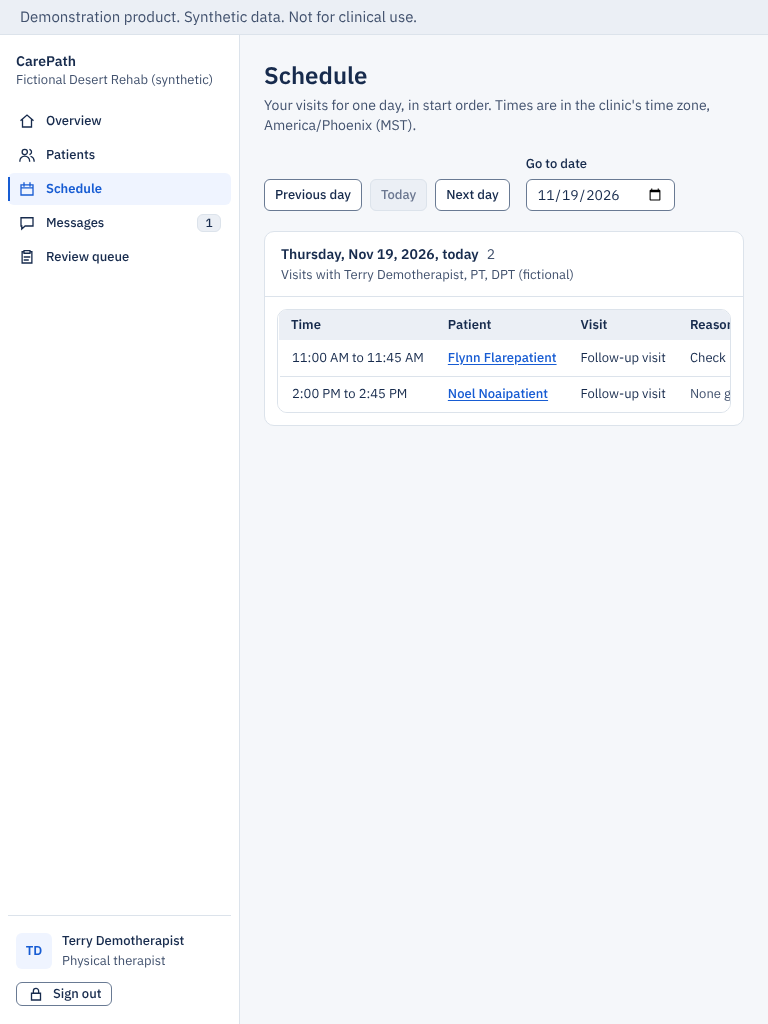 Demonstration product. Synthetic data. Not for clinical use.
CarePath
Fictional Desert Rehab (synthetic)
Overview
Patients
Schedule
Messages 1
Review queue
Terry Demotherapist
TD
Physical therapist
Sign out
Schedule
Your visits for one day, in start order. Times are in the clinic's time zone,
America/Phoenix (MST).
Go to date
Previous day Today Next day 11/19/2026
Thursday, Nov 19, 2026, today 2
Visits with Terry Demotherapist, PT, DPT (fictional)
Time Patient Visit
11:00 AM to 11:45 AM Flynn Flarepatient Follow-up visit Check
2:00 PM to 2:45 PM Noel Noaipatient Follow-up visit None